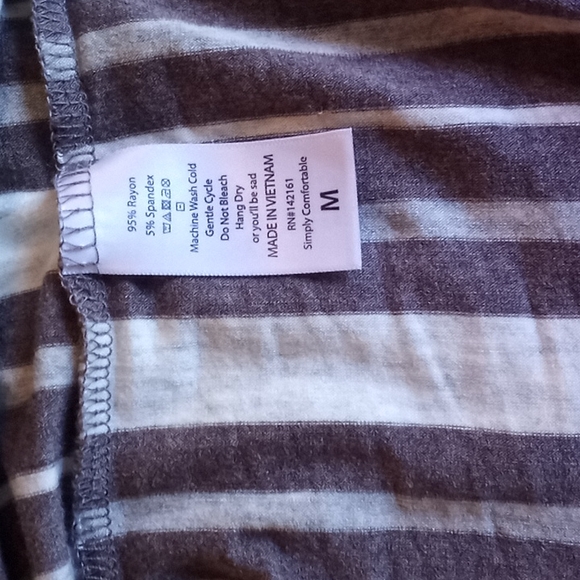 95% Rayon
5% Spandex
Machine Wash Cold
Gentle Cycle
Do Not Bleach
Hang Dry
or you'll be sad
MADE IN VIETNAM
RN#142161
Simply Comfortable
M